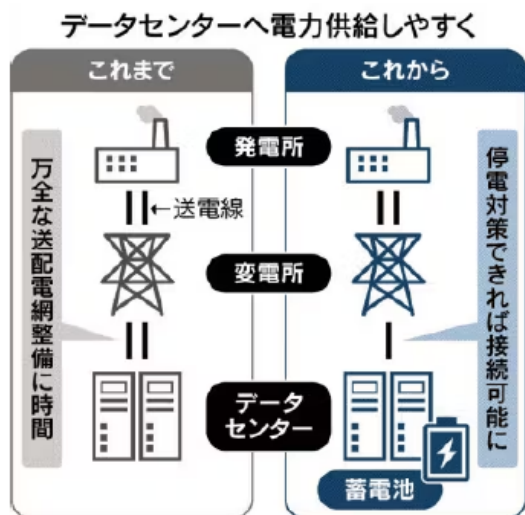 データセンターへ電力供給しやすく
これまで
これから
発電所
←送電線
変電所
データ
センター
万全な送配電網整備に時間
停電対策できれば接続可能に
蓄電池